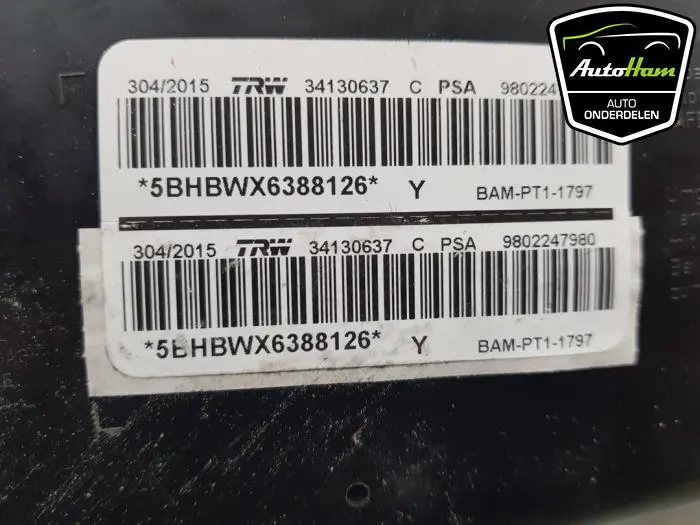 AutoHam
AUTO
ONDERDELEN
304/2015 TRW 34130637 C PSA 98022479
*5BHBWX6388126* Y BAM-PT1-1797
304/2015 TRW 34130637 C PSA 9802247980
*5BHBWX6388126* Y BAM-PT1-1797